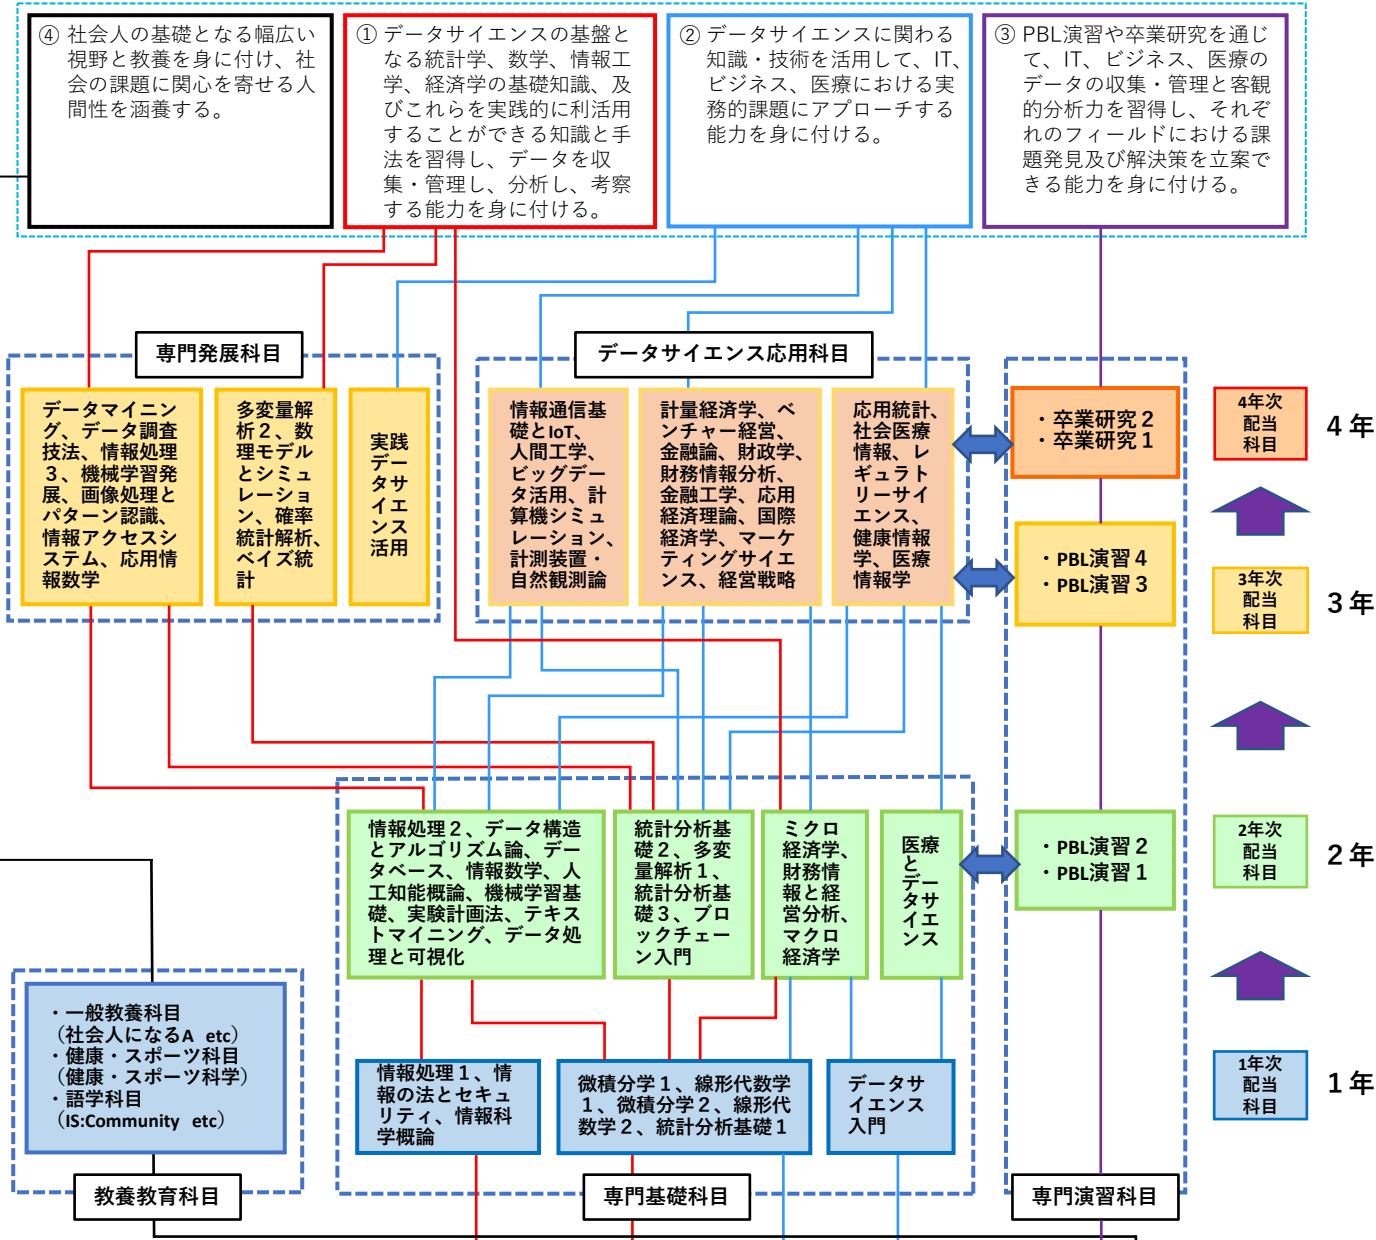 ④ 社会人の基礎となる幅広い
視野と教養を身に付け、社
会の課題に関心を寄せる人
間性を涵養する。
① データサイエンスの基盤と
なる統計学、数学、情報工
学、経済学の基礎知識、及
びこれらを実践的に利活用
することができる知識と手
法を習得し、データを収
集・管理し、分析し、考察
する能力を身に付ける。
② データサイエンスに関わる
知識・技術を活用して、IT、
ビジネス、医療における実
務的課題にアプローチする
能力を身に付ける。
③ PBL演習や卒業研究を通じ
て、IT、ビジネス、医療の
データの収集・管理と客観
的分析力を習得し、それぞ
れのフィールドにおける課
題発見及び解決策を立案で
きる能力を身に付ける。
専門発展科目
データサイエンス応用科目
データマイニン
グ、データ調査
技法、情報処理
3、機械学習発
展、画像処理と
パターン認識、
情報アクセスシ
ステム、応用情
報数学
多変量解
析2、数
理モデル
とシミュ
レーショ
ン、確率
統計解析、
ベイズ統
計
実践データサイエンス活用
情報通信基
礎とIoT、
人間工学、
ビッグデー
タ活用、計
算機シミュ
レーション、
計測装置・
自然観測論
計量経済学、ベ
ンチャー経営、
金融論、財政学、
財務情報分析、
金融工学、応用
経済理論、国際
経済学、マーケ
ティングサイエ
ンス、経営戦略
応用統計、
社会医療
情報、レ
ギュラト
リーサイ
エンス、
健康情報
学、医療
情報学
・卒業研究2
・卒業研究1
4年次
配当
科目
4年
・PBL演習4
・PBL演習3
3年次
配当
科目
3年
情報処理2、データ構造
とアルゴリズム論、デー
タベース、情報数学、人
工知能概論、機械学習基
礎、実験計画法、テキス
トマイニング、データ処
理と可視化
統計分析基
礎2、多変
量解析1、
統計分析基
礎3、ブロ
ックチェー
ン入門
ミクロ
経済学、
財務情
報と経
営分析、
マクロ
経済学
医療とデータサイエンス
・PBL演習2
・PBL演習1
2年次
配当
科目
2年
・一般教養科目
（社会人になるA etc）
・健康・スポーツ科目
（健康・スポーツ科学）
・語学科目
（IS:Community etc）
情報処理1、情
報の法とセキュ
リティ、情報科
学概論
微積分学1、線形代数学
1、微積分学2、線形代
数学2、統計分析基礎1
データサ
イエンス
入門
1年次
配当
科目
1年
教養教育科目
専門基礎科目
専門演習科目